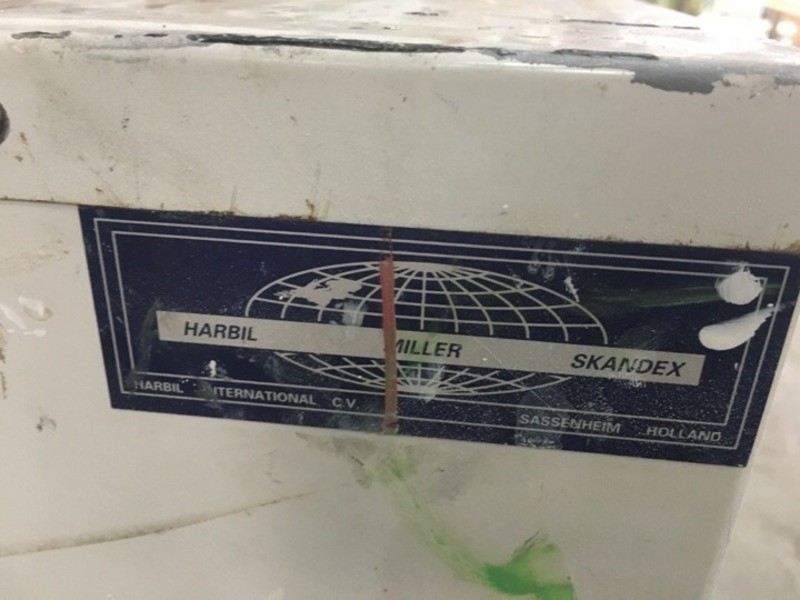 HARBIL MILLER SKANDEX
HARBIL INTERNATIONAL C.V.
SASSENHEIM HOLLAND